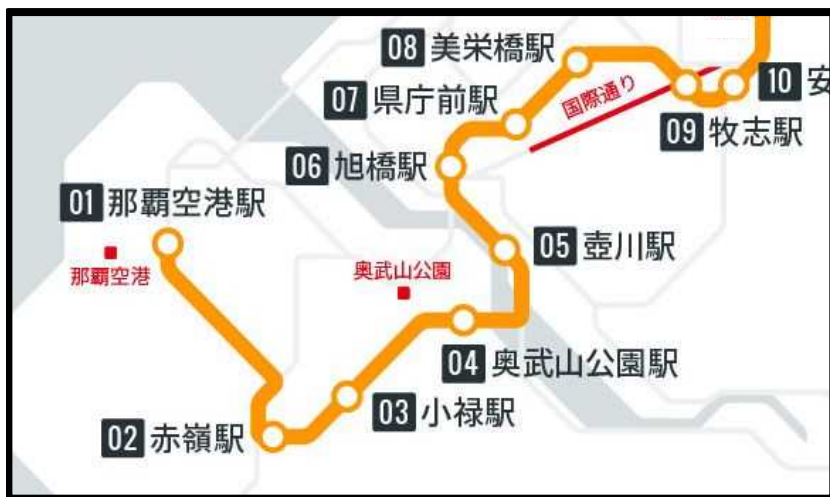 08 美栄橋駅
07 県庁前駅
国際通り
10 安
09 牧志駅
06 旭橋駅
01 那覇空港駅
05 壺川駅
那覇空港
奥武山公園
04 奥武山公園駅
03 小禄駅
02 赤嶺駅